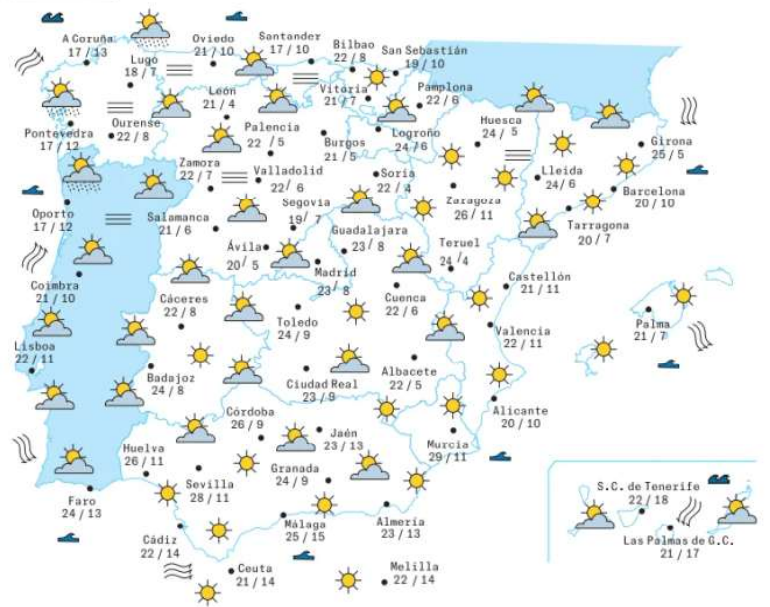 A Coruña
17 / 13
Oviedo
21 / 10
Santander
17 / 10
Bilbao
22 / 8
San Sebastián
19 / 10
Lugo
18 / 7
León
21 / 4
Vitoria
21 / 7
Pamplona
22 / 6
Pontevedra
17 / 12
Ourense
22 / 8
Palencia
22 / 5
Burgos
21 / 5
Logroño
24 / 6
Huesca
24 / 5
Girona
25 / 5
Zamora
22 / 7
Valladolid
22 / 6
Soria
22 / 4
Zaragoza
26 / 11
Lleida
24 / 6
Barcelona
20 / 10
Oporto
17 / 12
Salamanca
21 / 6
Segovia
19 / 7
Guadalajara
23 / 8
Tarragona
20 / 7
Ávila
20 / 5
Madrid
23 / 8
Teruel
24 / 4
Coimbra
21 / 10
Cáceres
22 / 8
Toledo
24 / 9
Cuenca
22 / 6
Castellón
21 / 11
Valencia
22 / 11
Palma
21 / 7
Lisboa
22 / 11
Badajoz
24 / 8
Ciudad Real
23 / 9
Albacete
22 / 5
Alicante
20 / 10
Córdoba
26 / 9
Jaén
23 / 13
Murcia
29 / 11
Huelva
26 / 11
Sevilla
28 / 11
Granada
24 / 9
Faro
24 / 13
Cádiz
22 / 14
Málaga
25 / 15
Almería
23 / 13
Ceuta
21 / 14
Melilla
22 / 14
S.C. de Tenerife
22 / 18
Las Palmas de G.C.
21 / 17